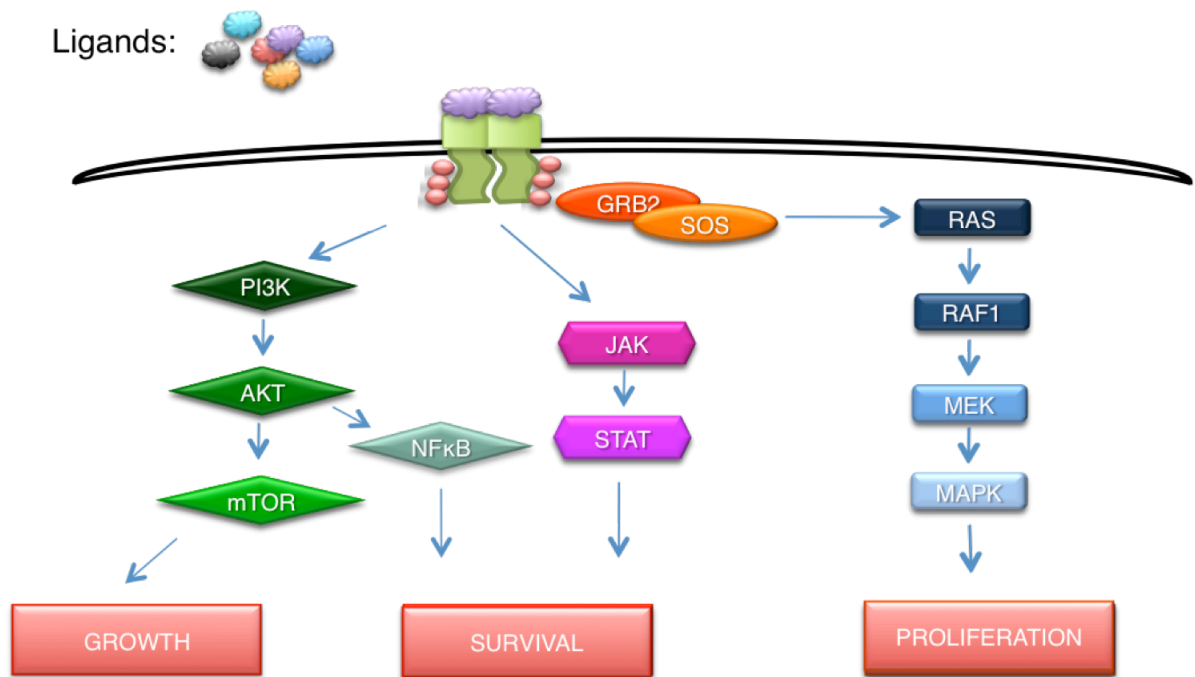 Ligands:
GRB2
SOS
RAS
PI3K
RAF1
JAK
AKT
MEK
NFκB
STAT
mTOR
MAPK
GROWTH
SURVIVAL
PROLIFERATION